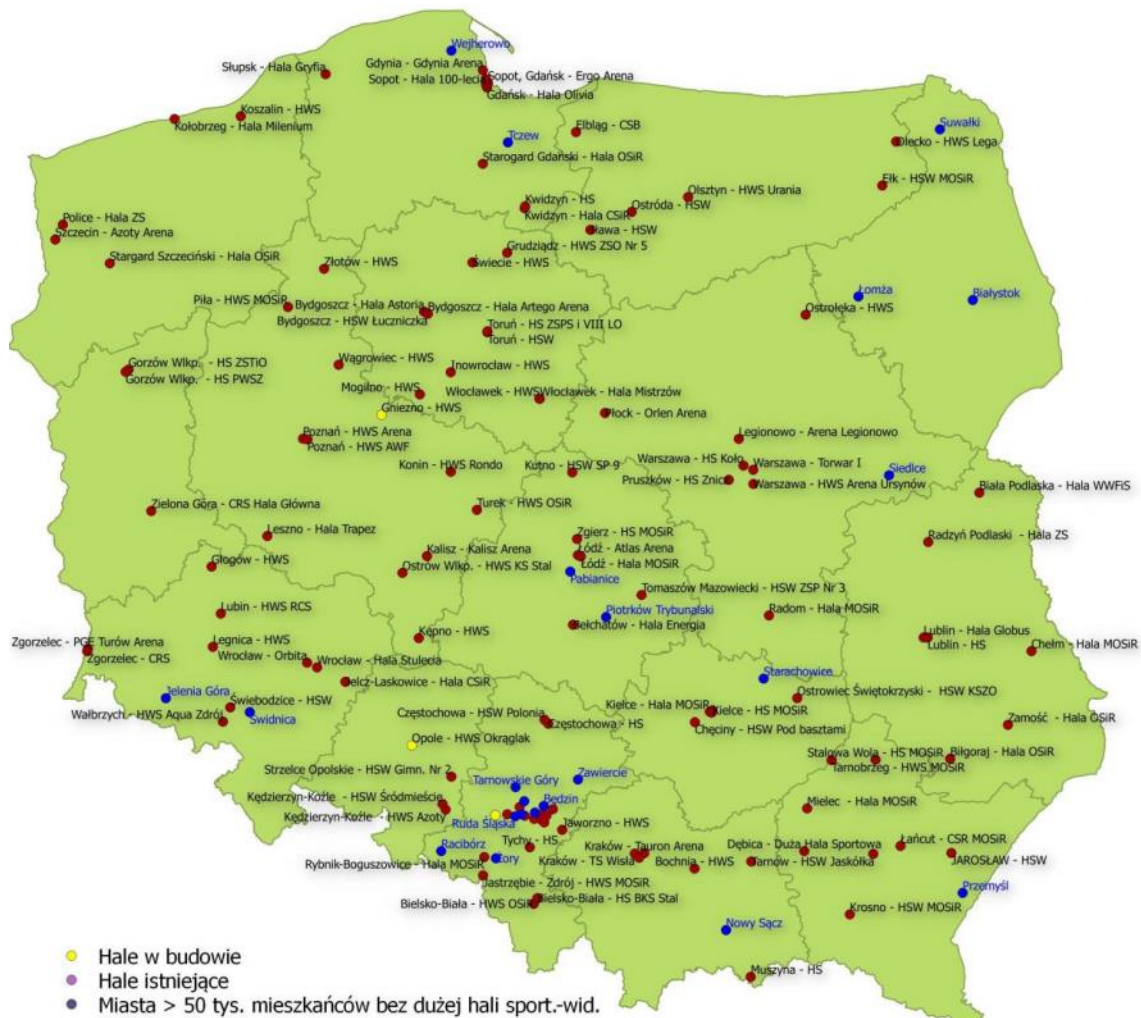 Wejherowo
Gdynia - Gdynia Arena
Słupsk - Hala Gryfia
Sopot, Gdańsk - Ergo Arena
Sopot - Hala 100-lecia
Gdańsk - Hala Olivia
Koszalin - HWS
Kołobrzeg - Hala Milenium
Elbląg - CSB
Suwałki
Tczew
Olecko - HWS Lega
Starogard Gdański - Hala OSiR
Ełk - HSW MOSiR
Olsztyn - HWS Urania
Kwidzyń - HS
Ostróda - HSW
Kwidzyn - Hala CSiR
Police - Hala ZS
Iława - HSW
Szczecin - Azoty Arena
Grudziądz - HWS ZSO Nr 5
Stargard Szczeciński - Hala OSiR
Świecie - HWS
Złotów - HWS
Łomża
Białystok
Piła - HWS MOSiR
Bydgoszcz - Hala Astoria
Bydgoszcz - Hala Artego Arena
Ostrołęka - HWS
Bydgoszcz - HSW Łuczniczka
Toruń - HS ZSPS i VIII LO
Toruń - HSW
Gorzów Wlkp. - HS ZSTiO
Wągrowiec - HWS
Inowrocław - HWS
Gorzów Wlkp. - HS PWSZ
Mogilno - HWS
Włocławek - HWS
Włocławek - Hala Mistrzów
Gniezno - HWS
Płock - Orlen Arena
Poznań - HWS Arena
Legionowo - Arena Legionowo
Poznań - HWS AWF
Konin - HWS Rondo
Kutno - HSW SP 9
Warszawa - HS Koło
Warszawa - Torwar I
Siedlce
Pruszków - HS Znicz
Warszawa - HWS Arena Ursynów
Biała Podlaska - Hala WWFiS
Zielona Góra - CRS Hala Główna
Turek - HWS OSiR
Leszno - Hala Trapez
Zgierz - HS MOSiR
Radzyń Podlaski - Hala ZS
Kalisz - Kalisz Arena
Łódź - Atlas Arena
Głogów - HWS
Łódź - Hala MOSiR
Ostrów Wlkp. - HWS KS Stal
Pabianice
Tomaszów Mazowiecki - HSW ZSP Nr 3
Lubin - HWS RCS
Piotrków Trybunalski
Radom - Hala MOSiR
Bełchatów - Hala Energia
Zgorzelec - PGE Turów Arena
Legnica - HWS
Kępno - HWS
Lublin - Hala Globus
Zgorzelec - CRS
Wrocław - Orbita
Lublin - HS
Chełm - Hala MOSiR
Wrocław - Hala Stulecia
Starachowice
Jelcz-Laskowice - Hala CSiR
Jelenia Góra
Świebodzice - HSW
Ostrowiec Świętokrzyski - HSW KSZO
Wałbrzych - HWS Aqua Zdrój
Świdnica
Kielce - Hala MOSiR
Kielce - HS MOSiR
Częstochowa - HSW Polonia
Częstochowa - HS
Chęciny - HSW Pod basztami
Zamość - Hala OSiR
Opole - HWS Okrąglak
Stalowa Wola - HS MOSiR
Biłgoraj - Hala OSiR
Tarnobrzeg - HWS MOSiR
Strzelce Opolskie - HSW Gimn. Nr 2
Tarnowskie Góry
Zawiercie
Kędzierzyn-Koźle - HSW Śródmieście
Będzin
Mielec - Hala MOSiR
Kędzierzyn-Koźle - HWS Azoty
Ruda Śląska
Jaworzno - HWS
Tychy - HS
Kraków - Tauron Arena
Dębica - Duża Hala Sportowa
Łańcut - CSR MOSiR
Racibórz
Żory
Rybnik-Boguszowice - Hala MOSiR
Kraków - TS Wisła
Bochnia - HWS
Tarnów - HSW Jaskółka
JAROSŁAW - HSW
Jastrzębie - Zdrój - HWS MOSiR
Przemyśl
Bielsko-Biała - HWS OSiR
Bielsko-Biała - HS BKS Stal
Krosno - HSW MOSiR
Nowy Sącz
Muszyna - HS
Hale w budowie
Hale istniejące
Miasta > 50 tys. mieszkańców bez dużej hali sport.-wid.